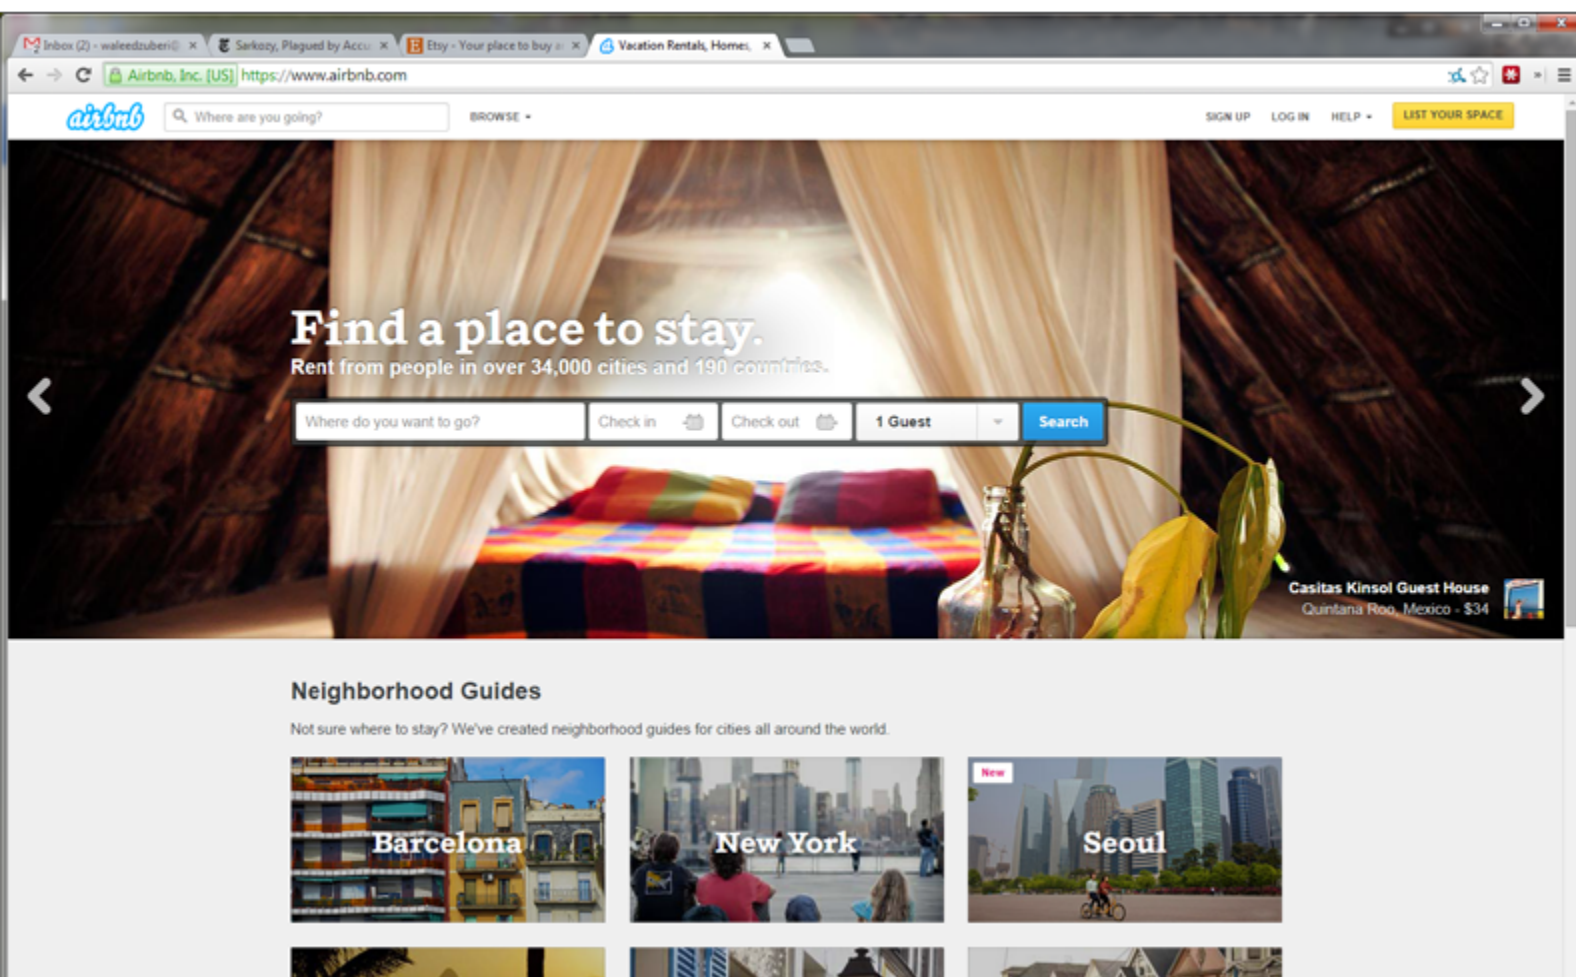 Inbox (2) - waleedzuberi@
Sarkozy, Plagued by Accu
Etsy - Your place to buy a
Vacation Rentals, Homes,
Airbnb, Inc. [US] https://www.airbnb.com
airbnb
Where are you going?
BROWSE
SIGN UP
LOG IN
HELP
LIST YOUR SPACE
Find a place to stay.
Rent from people in over 34,000 cities and 190 countries.
Where do you want to go?
Check in
Check out
1 Guest
Search
Casitas Kinsol Guest House
Quintana Roo, Mexico - $34
Neighborhood Guides
Not sure where to stay? We've created neighborhood guides for cities all around the world.
Barcelona
New York
New
Seoul